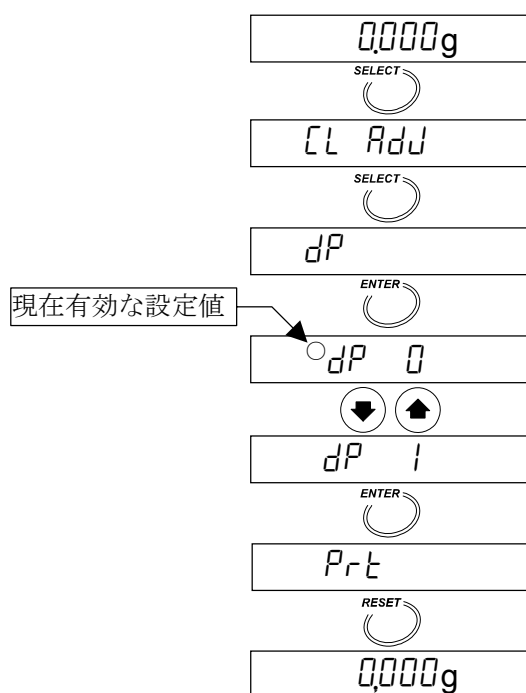 0.000g
SELECT
CL AdJ
SELECT
dP
ENTER
現在有効な設定値
dP 0
dP 1
ENTER
Prt
RESET
0.000g